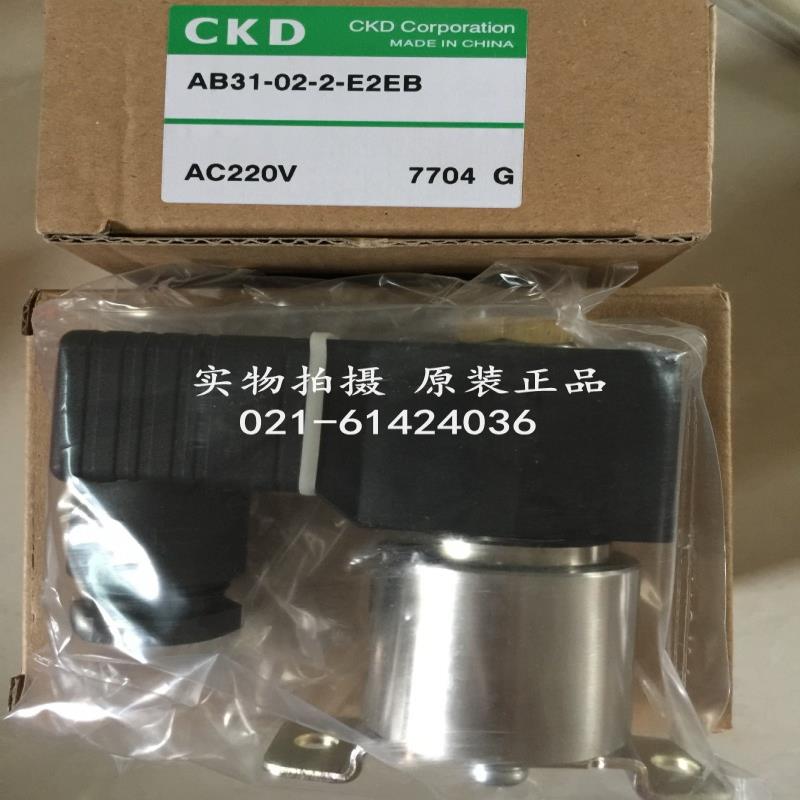 CKD
CKD Corporation
MADE IN CHINA
AB31-02-2-E2EB
AC220V 7704 G
实物拍摄 原装正品
021-61424036